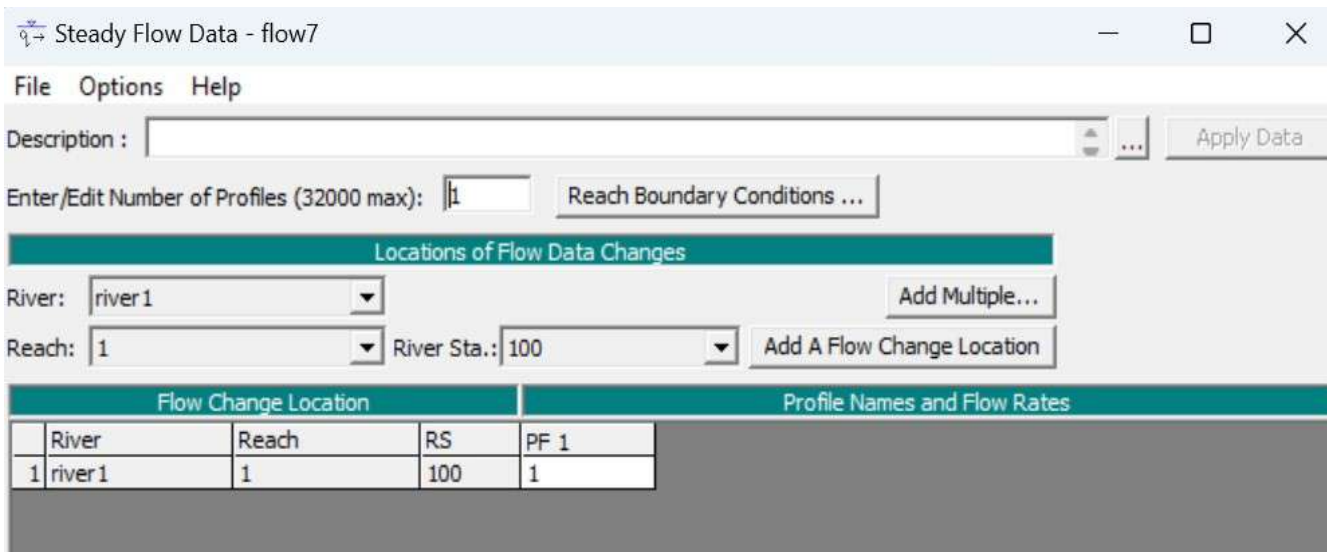 Steady Flow Data - flow7
File Options Help
Description : ... Apply Data
Enter/Edit Number of Profiles (32000 max): 1 Reach Boundary Conditions ...
Locations of Flow Data Changes
River: river1 Add Multiple...
Reach: 1 River Sta.: 100 Add A Flow Change Location
Flow Change Location Profile Names and Flow Rates
River Reach RS PF 1
1 river1 1 100 1